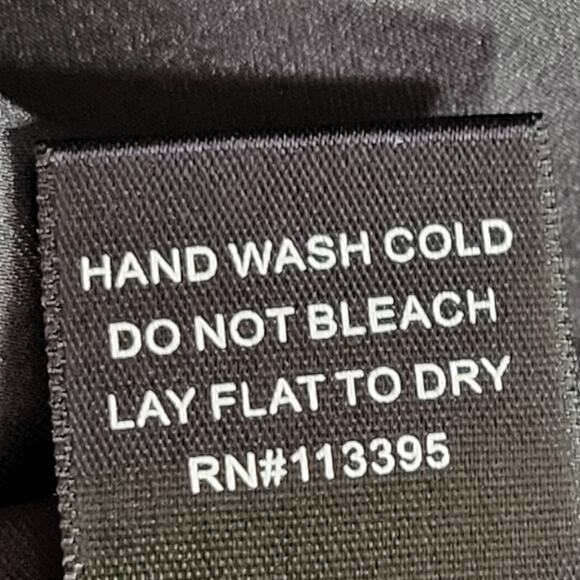 HAND WASH COLD
DO NOT BLEACH
LAY FLAT TO DRY
RN#113395